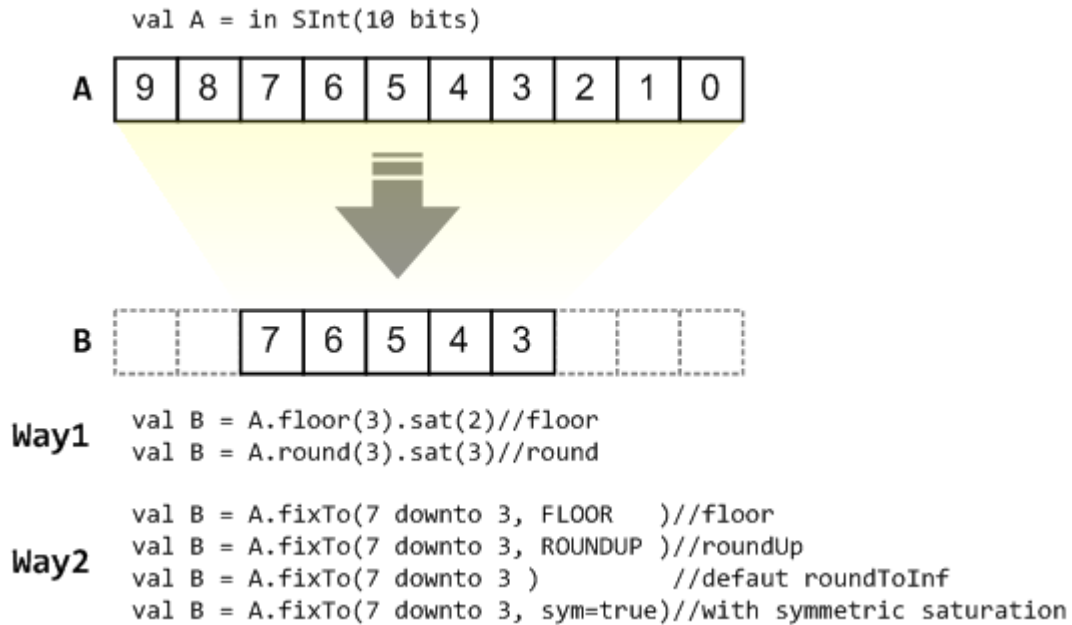 val A = in SInt(10 bits)
A 9 8 7 6 5 4 3 2 1 0
B 7 6 5 4 3
Way1
val B = A.floor(3).sat(2)//floor
val B = A.round(3).sat(3)//round
Way2
val B = A.fixTo(7 downto 3, FLOOR   )//floor
val B = A.fixTo(7 downto 3, ROUNDUP )//roundUp
val B = A.fixTo(7 downto 3 )         //defaut roundToInf
val B = A.fixTo(7 downto 3, sym=true)//with symmetric saturation